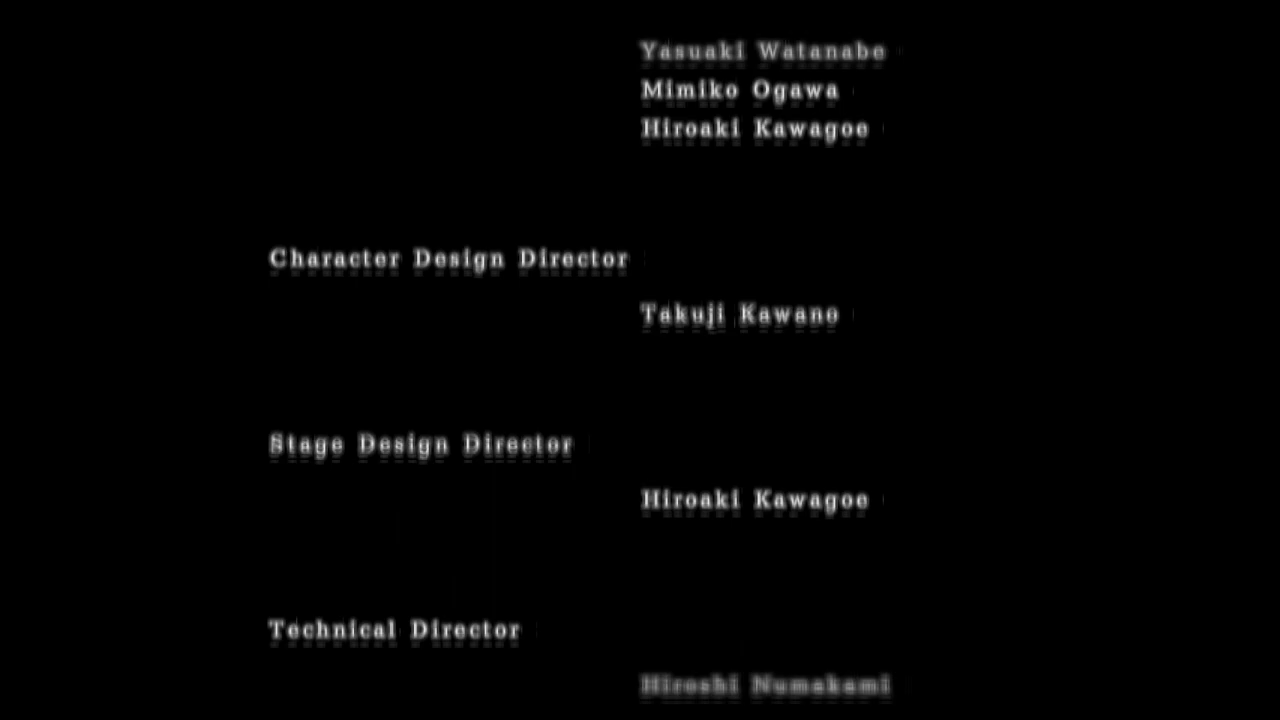 Yasuaki Watanabe
Mimiko Ogawa
Hiroaki Kawagoe
Character Design Director
Takuji Kawano
Stage Design Director
Hiroaki Kawagoe
Technical Director
Hiroshi Numakami